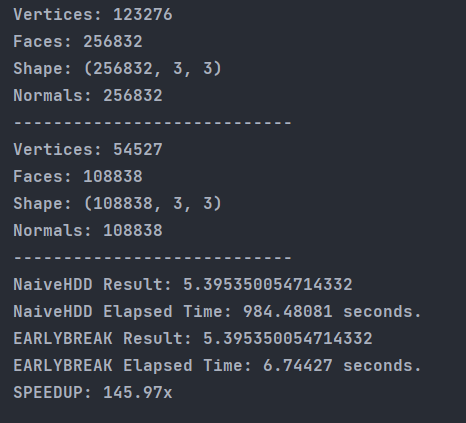 Vertices: 123276
Faces: 256832
Shape: (256832, 3, 3)
Normals: 256832
----------------------------
Vertices: 54527
Faces: 108838
Shape: (108838, 3, 3)
Normals: 108838
----------------------------
NaiveHDD Result: 5.395350054714332
NaiveHDD Elapsed Time: 984.48081 seconds.
EARLYBREAK Result: 5.395350054714332
EARLYBREAK Elapsed Time: 6.74427 seconds.
SPEEDUP: 145.97x